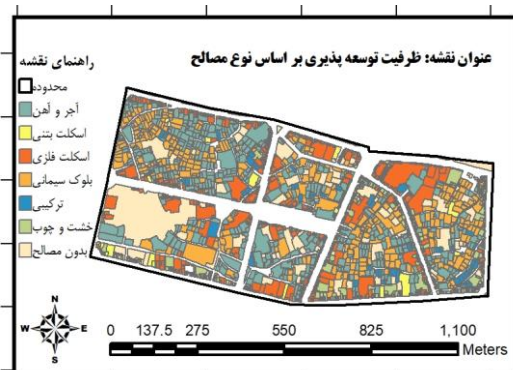 عنوان نقشه: ظرفیت توسعه پذیری بر اساس نوع مصالح
راهنمای نقشه
محدوده
آجر و آهن
اسکلت بتنی
اسکلت فلزی
بلوک سیمانی
ترکیبی
خشت و چوب
بدون مصالح
N
W E
S
0 137.5 275 550 825 1,100
Meters